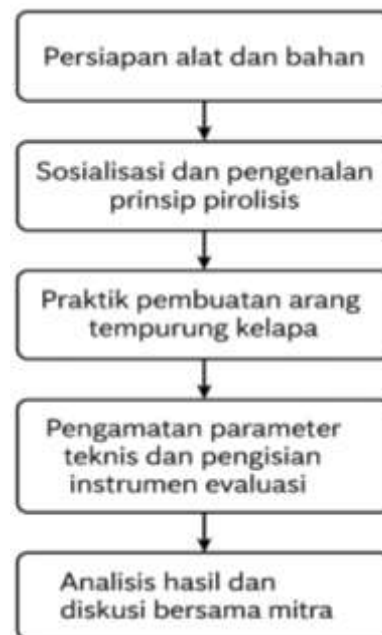 Persiapan alat dan bahan
Sosialisasi dan pengenalan
prinsip pirolisis
Praktik pembuatan arang
tempurung kelapa
Pengamatan parameter
teknis dan pengisian
instrumen evaluasi
Analisis hasil dan
diskusi bersama mitra